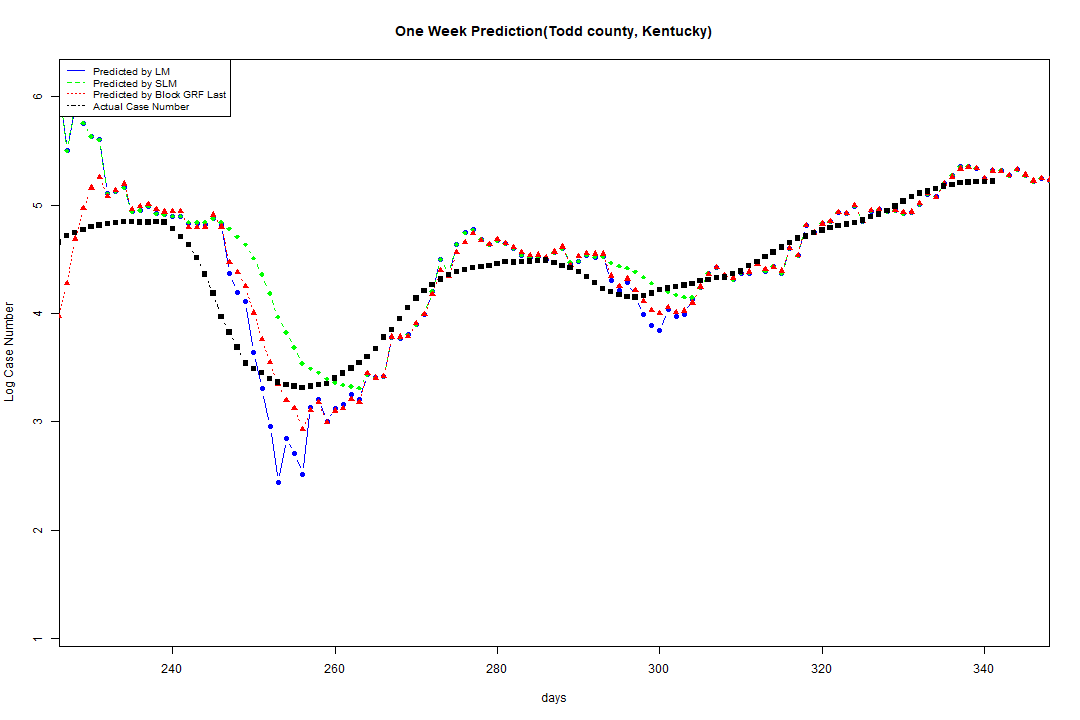 One Week Prediction(Todd county, Kentucky)
Predicted by LM
Predicted by SLM
Predicted by Block GRF Last
Actual Case Number
Log Case Number
6
5
4
3
2
1
240 260 280 300 320 340
days